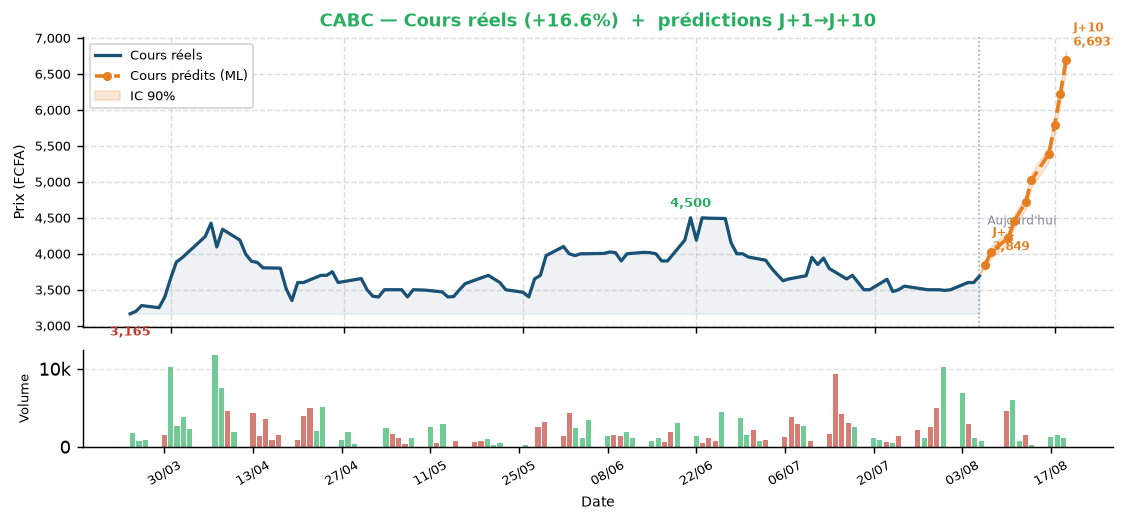 CABC — Cours réels (+16.6%)  +  prédictions J+1→J+10
7,000
6,500
6,000
5,500
5,000
4,500
4,000
3,500
3,000
Prix (FCFA)
Cours réels
Cours prédits (ML)
IC 90%
J+10
6,693
4,500
Aujourd'hui
J+1
3,849
3,165
10k
0
Volume
30/03
13/04
27/04
11/05
25/05
08/06
22/06
06/07
20/07
03/08
17/08
Date